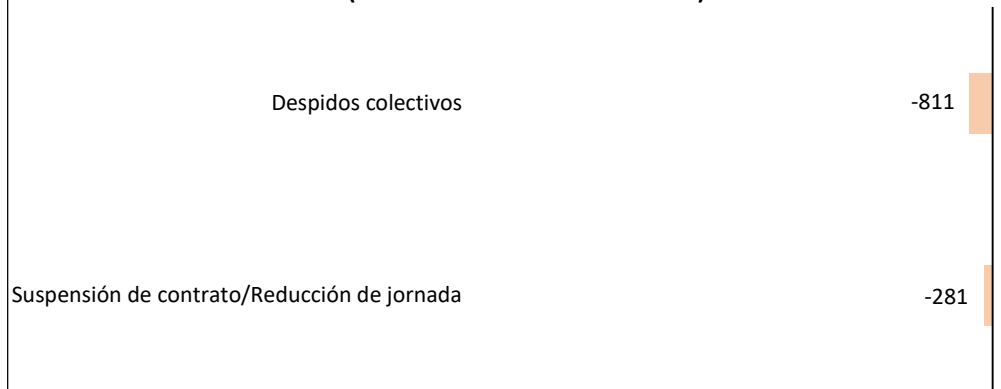 Despidos colectivos -811
Suspensión de contrato/Reducción de jornada -281